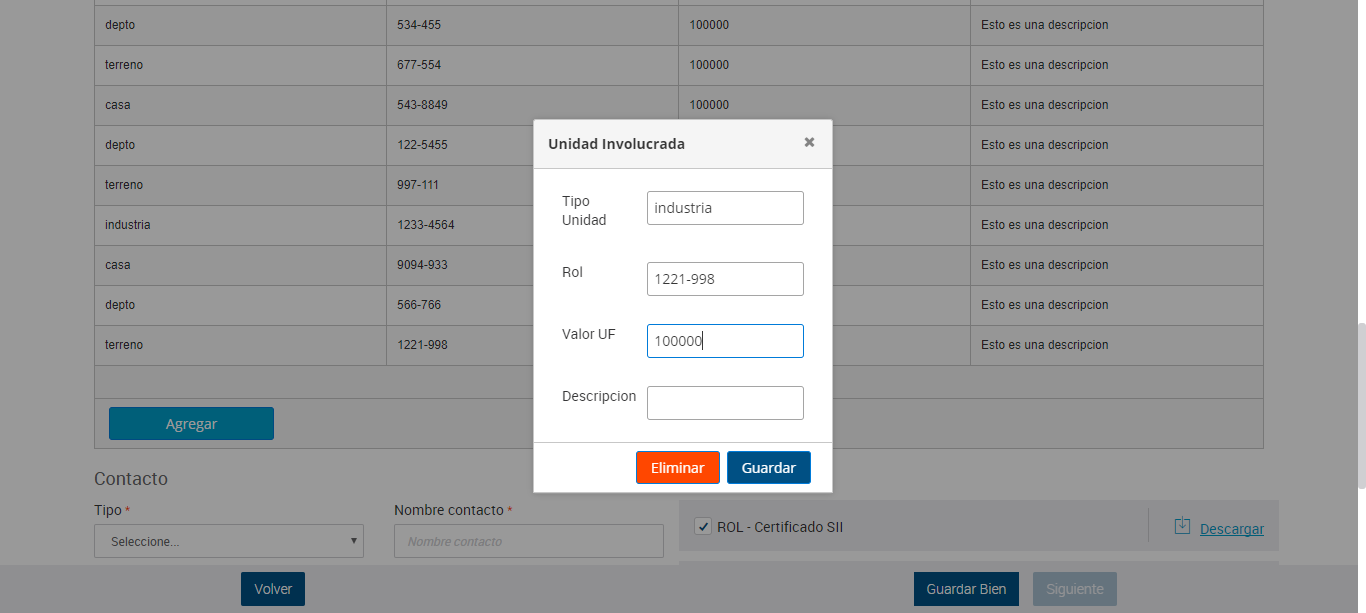 depto 534-455 100000 Esto es una descripcion
terreno 677-554 100000 Esto es una descripcion
casa 543-8849 100000 Esto es una descripcion
depto 122-5455 Esto es una descripcion
terreno 997-111 Esto es una descripcion
industria 1233-4564 Esto es una descripcion
casa 9094-933 Esto es una descripcion
depto 566-766 Esto es una descripcion
terreno 1221-998 Esto es una descripcion
Agregar
Unidad Involucrada ✖
Tipo
Unidad
industria
Rol 1221-998
Valor UF 100000
Descripcion
Eliminar Guardar
Contacto
Tipo * Nombre contacto *
Seleccione... Nombre contacto
ROL - Certificado SII Descargar
Volver Guardar Bien Siguiente